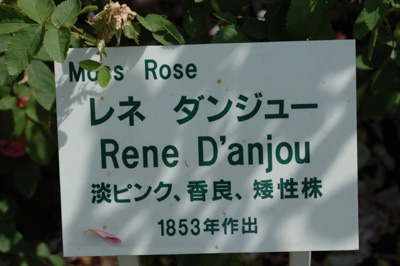 Moss Rose
レネ ダンジュー
Rene D'anjou
淡ピンク、香良、矮性株
1853年作出